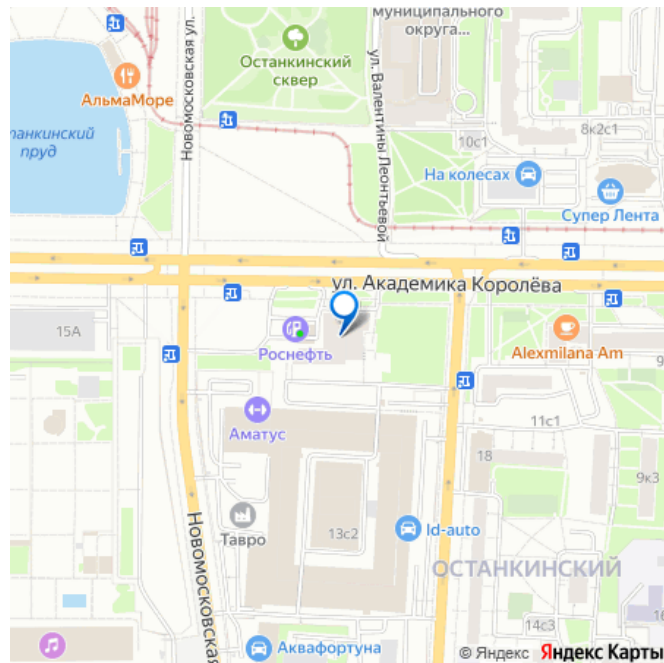 муниципального
округа...
Останкинский
сквер
Новомосковская ул.
ул. Валентины Леонтьевой
АльмаМоре
танкинский
пруд
10с1
8к2с1
На колесах
Супер Лента
ул. Академика Королёва
15А
Роснефть
Alexmilana Am
Аматус
11с1
18
9к3
Новомосковская
Тавро
13с2
Id-auto
ОСТАНКИНСКИЙ
14с3
Аквафортуна
© Яндекс Яндекс Карты